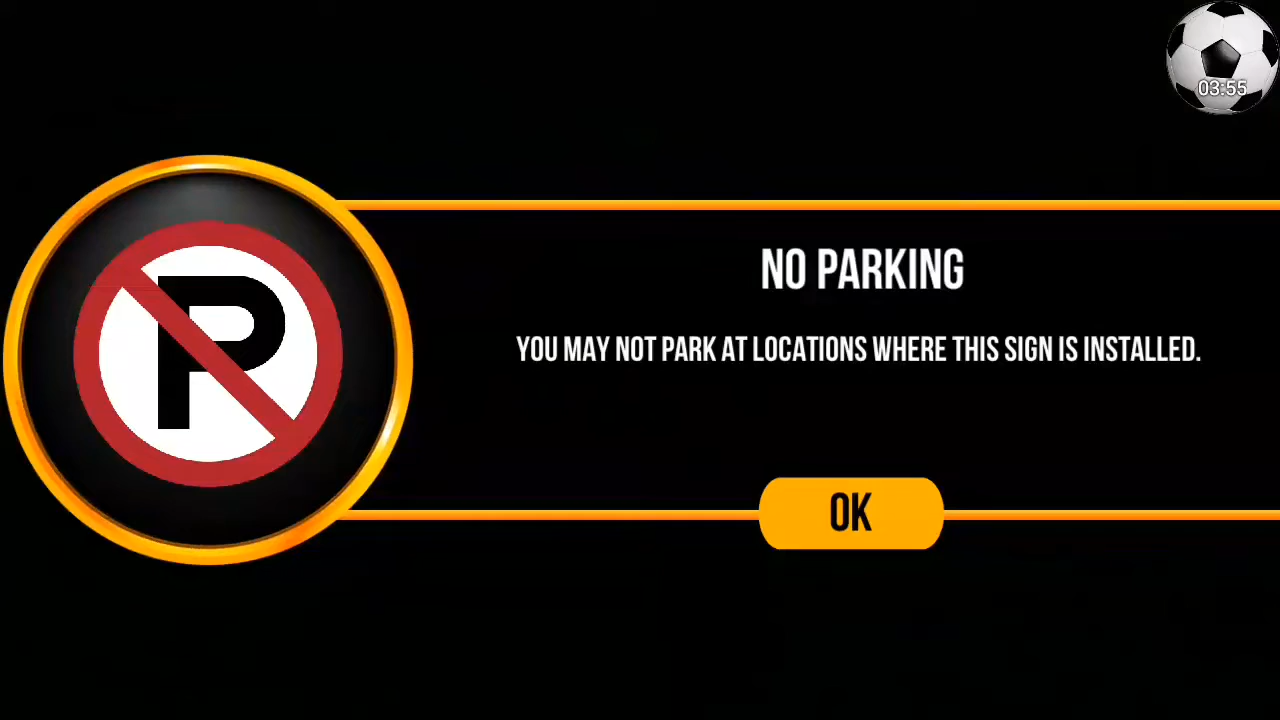 03:55
P
NO PARKING
YOU MAY NOT PARK AT LOCATIONS WHERE THIS SIGN IS INSTALLED.
OK